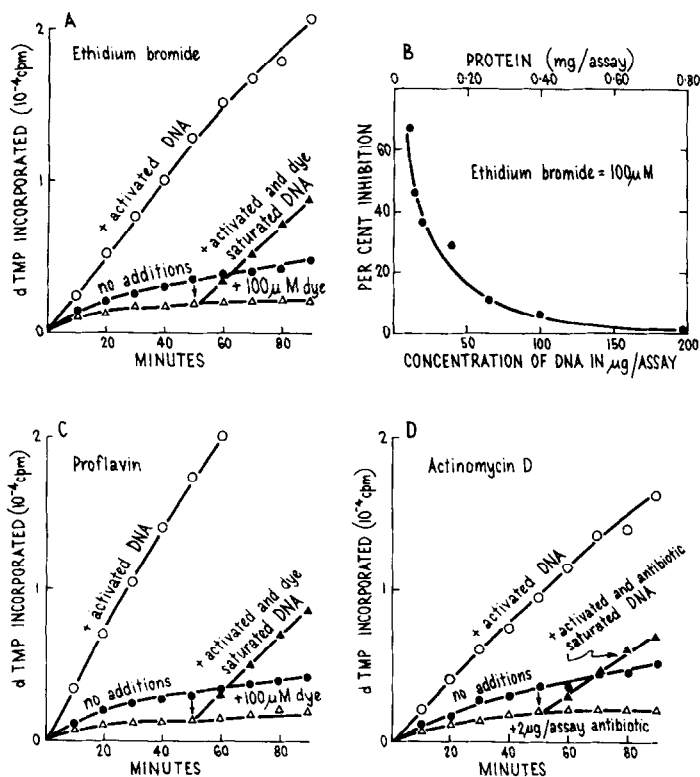 A
Ethidium bromide
dTMP INCORPORATED (10⁻⁴cpm)
2
1
0
+ activated DNA
+ activated and dye
saturated DNA
no additions
+100µM dye
0 20 40 60 80
MINUTES
B
PROTEIN (mg/assay)
0 0·20 0·40 0·60 0·80
Ethidium bromide = 100µM
PER CENT INHIBITION
60
40
20
0
0 50 100 150 200
CONCENTRATION OF DNA IN µg/ASSAY
C
Proflavin
dTMP INCORPORATED (10⁻⁴cpm)
2
1
0
+ activated DNA
+ activated and dye
saturated DNA
no additions
+100µM dye
0 20 40 60 80
MINUTES
D
Actinomycin D
dTMP INCORPORATED (10⁻⁴cpm)
2
1
0
+ activated DNA
+ activated and antibiotic
saturated DNA
no additions
+2µg/assay antibiotic
0 20 40 60 80
MINUTES